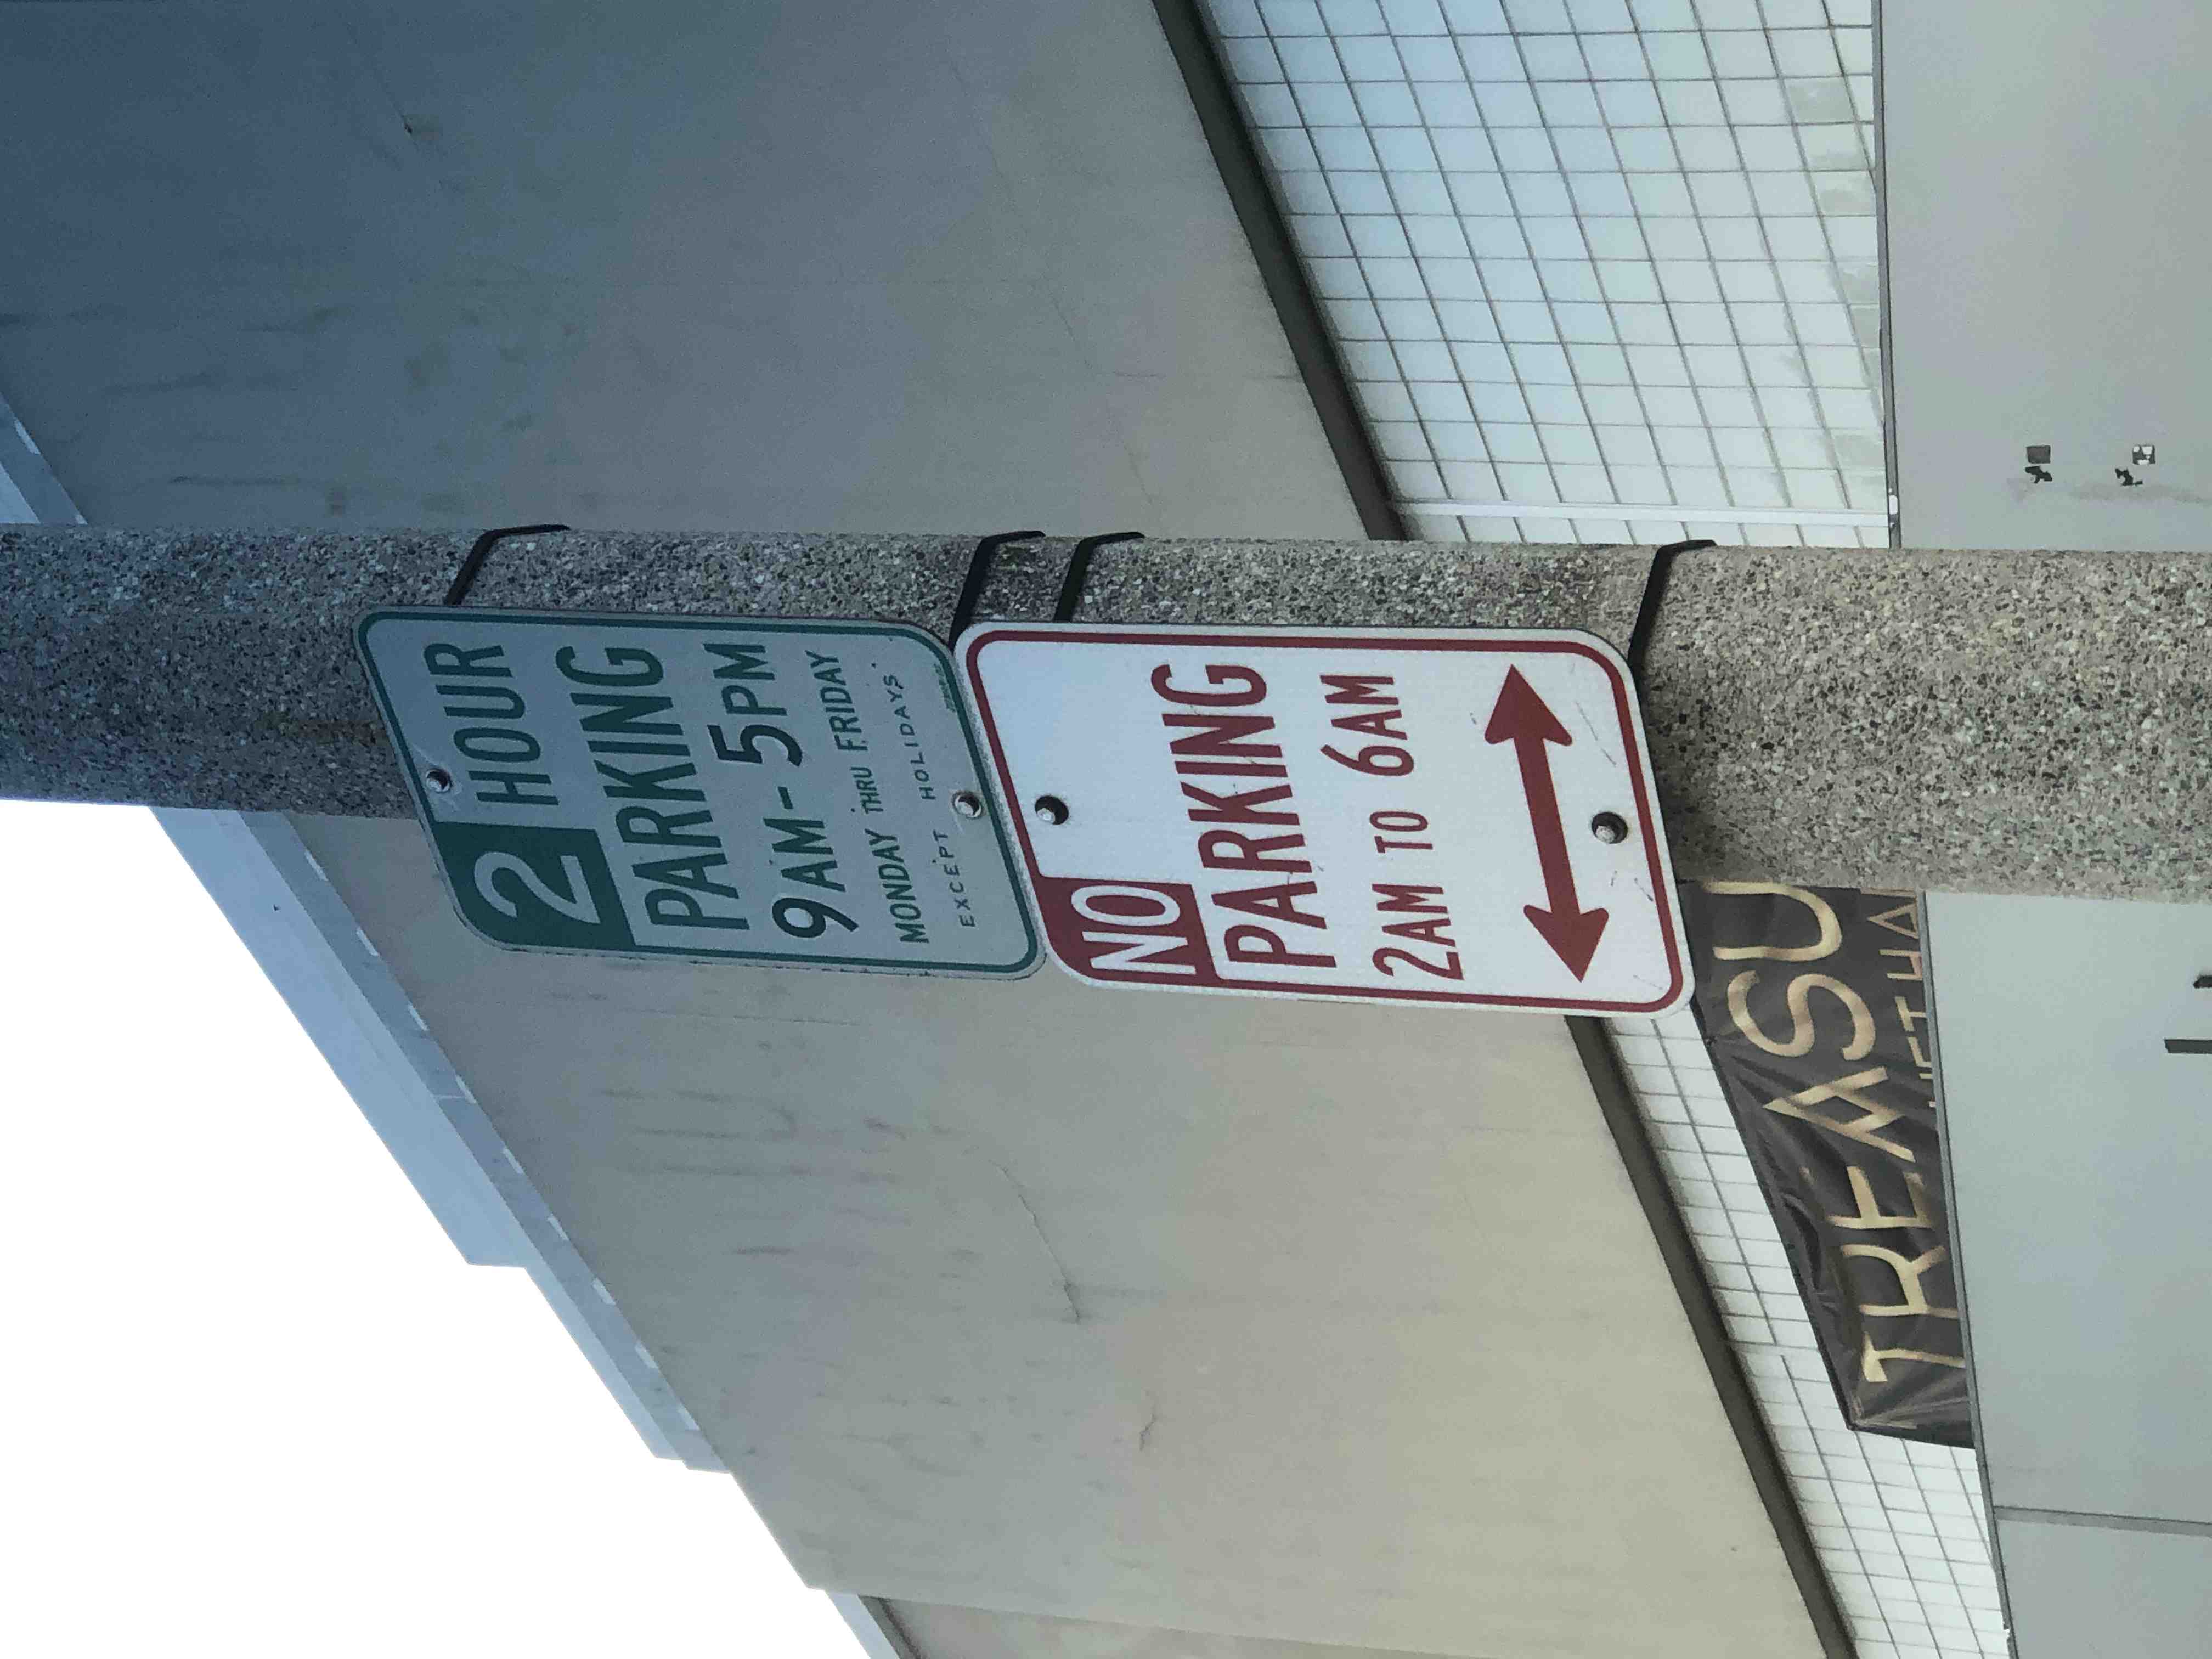 2 HOUR
PARKING
9AM - 5PM
MONDAY THRU FRIDAY
EXCEPT HOLIDAYS
NO
PARKING
2AM TO 6AM
TREASU